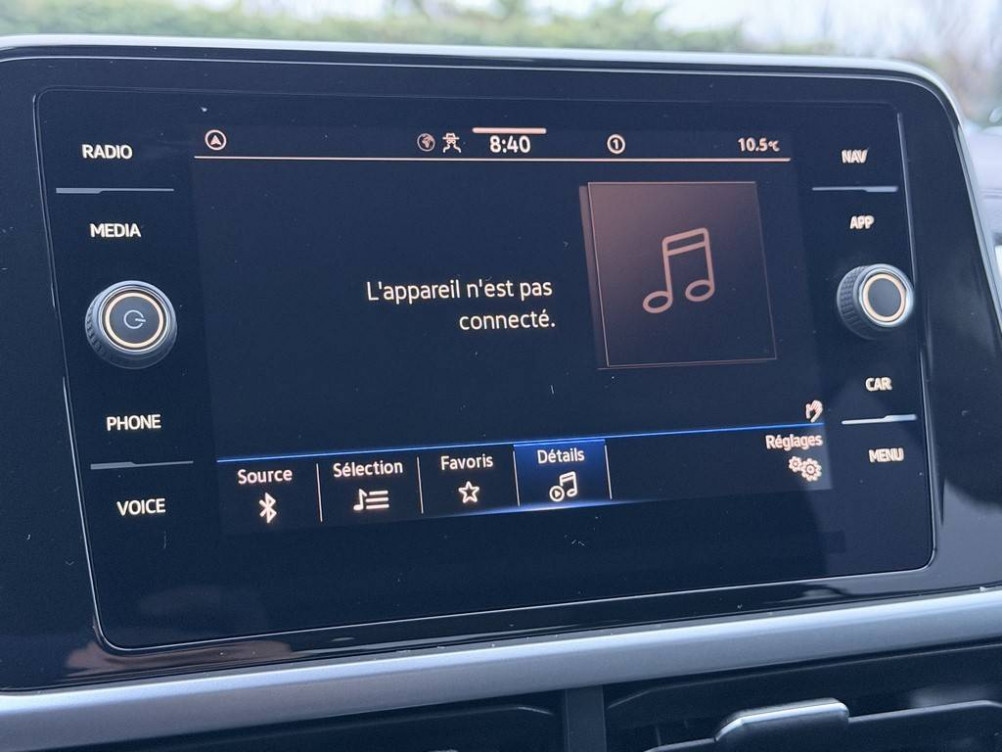 RADIO
MEDIA
PHONE
VOICE
8:40
1
10.5°C
L'appareil n'est pas
connecté.
Source
Sélection
Favoris
Détails
Réglages
NAV
APP
CAR
MENU